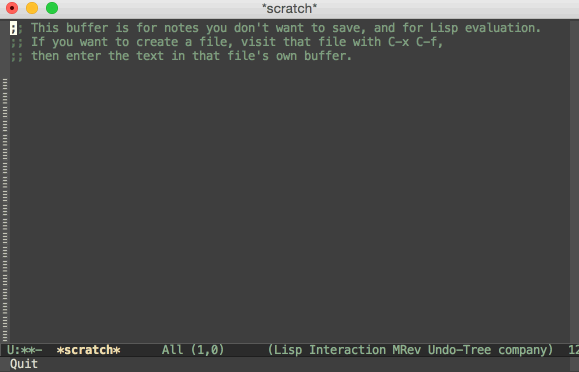 *scratch*
;; This buffer is for notes you don't want to save, and for Lisp evaluation.
;; If you want to create a file, visit that file with C-x C-f,
;; then enter the text in that file's own buffer.
U:**-  *scratch*      All (1,0)      (Lisp Interaction MRev Undo-Tree company)  12
Quit